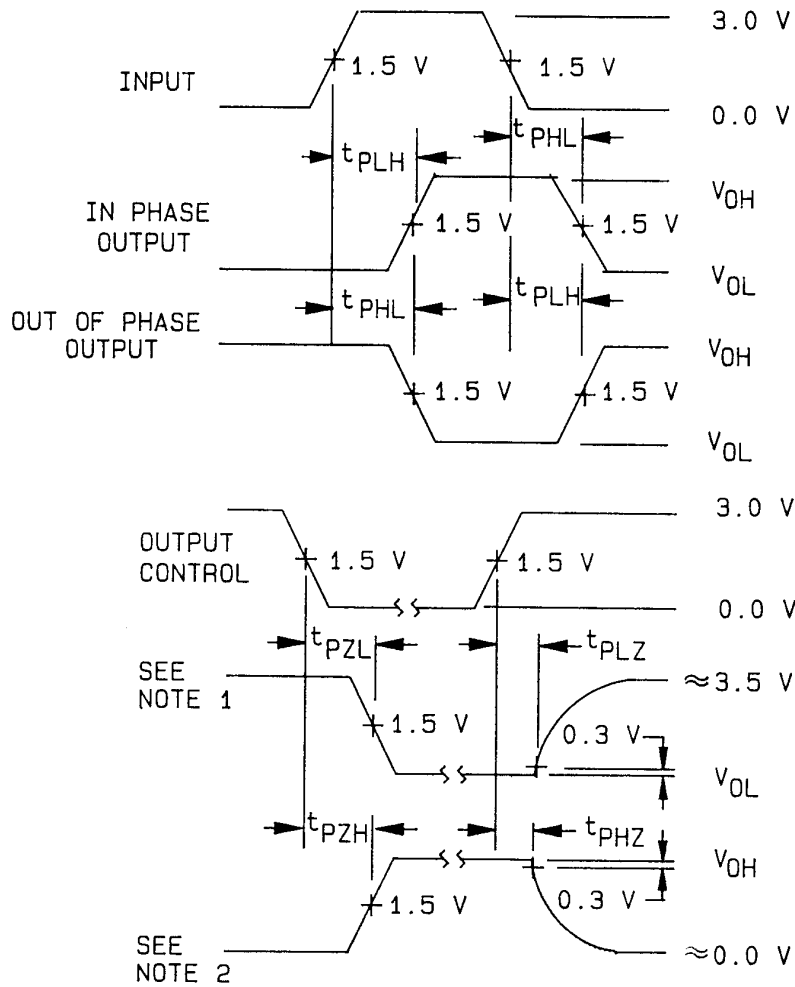 3.0 V
1.5 V
1.5 V
INPUT
0.0 V
tPHL
tPLH
VOH
IN PHASE
OUTPUT
1.5 V
1.5 V
VOL
tPHL
tPLH
OUT OF PHASE
OUTPUT
VOH
1.5 V
1.5 V
VOL
3.0 V
OUTPUT
CONTROL
1.5 V
1.5 V
0.0 V
tPZL
tPLZ
SEE
NOTE 1
≈3.5 V
1.5 V
0.3 V
VOL
tPZH
tPHZ
VOH
1.5 V
0.3 V
SEE
NOTE 2
≈0.0 V